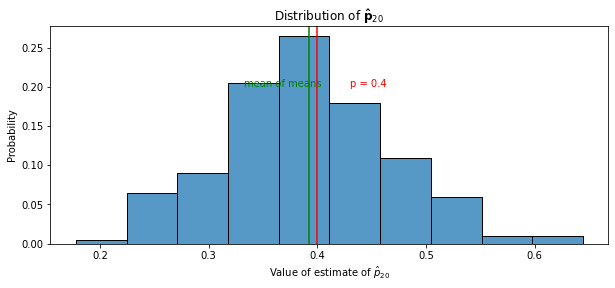 Distribution of p̂₂₀
0.25
0.20
0.15
0.10
0.05
0.00
Probability
mean of means
p = 0.4
0.2 0.3 0.4 0.5 0.6
Value of estimate of p̂₂₀